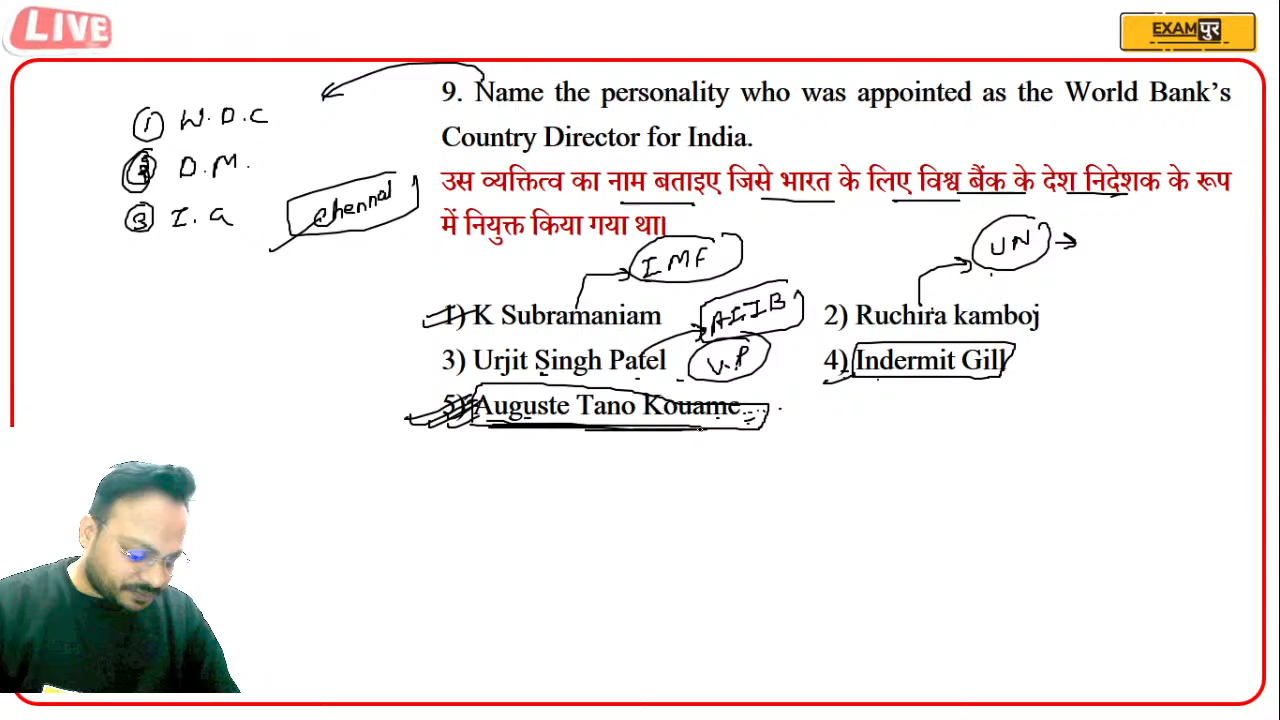 LIVE
EXAMपुर
9. Name the personality who was appointed as the World Bank's
Country Director for India.
उस व्यक्तित्व का नाम बताइए जिसे भारत के लिए विश्व बैंक के देश निदेशक के रूप
में नियुक्त किया गया था।
1 W.D.C
2 D.M.
3 I.G
Chennai
IMF
UN
1) K Subramaniam
AIIB
2) Ruchira kamboj
3) Urjit Singh Patel
V.P
4) Indermit Gill
5) Auguste Tano Kouame